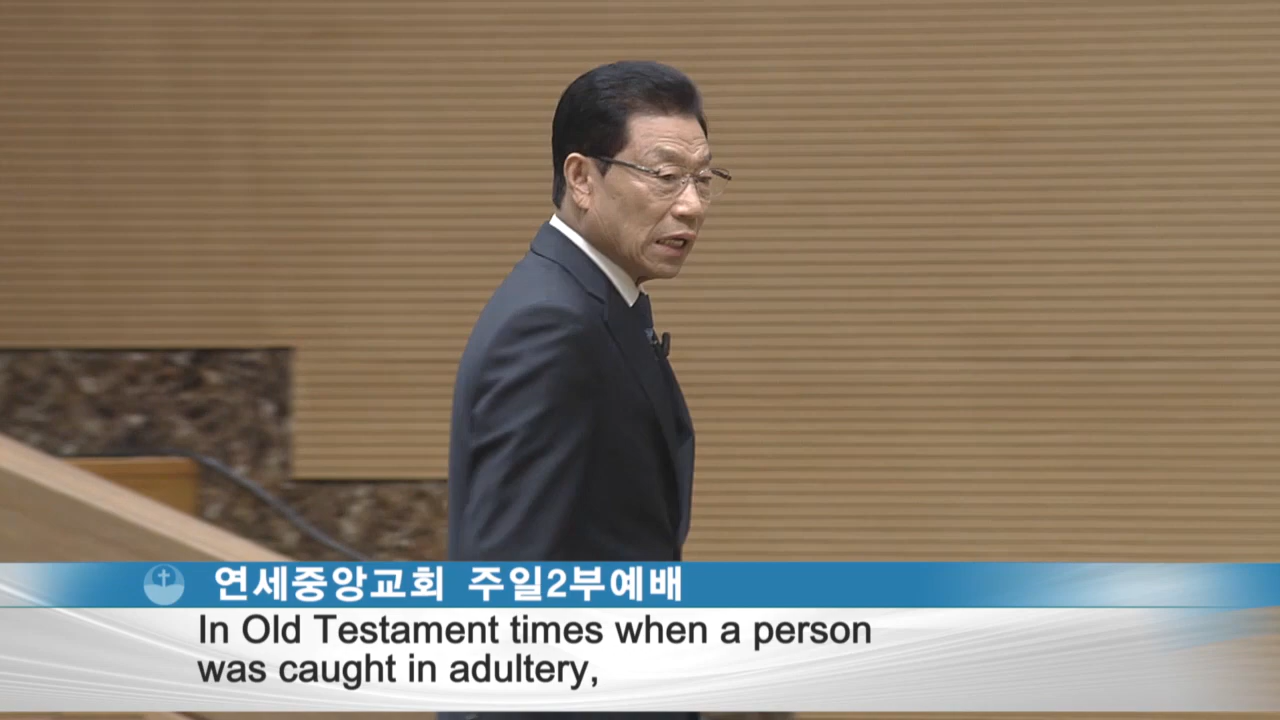 연세중앙교회 주일2부예배
In Old Testament times when a person
was caught in adultery,